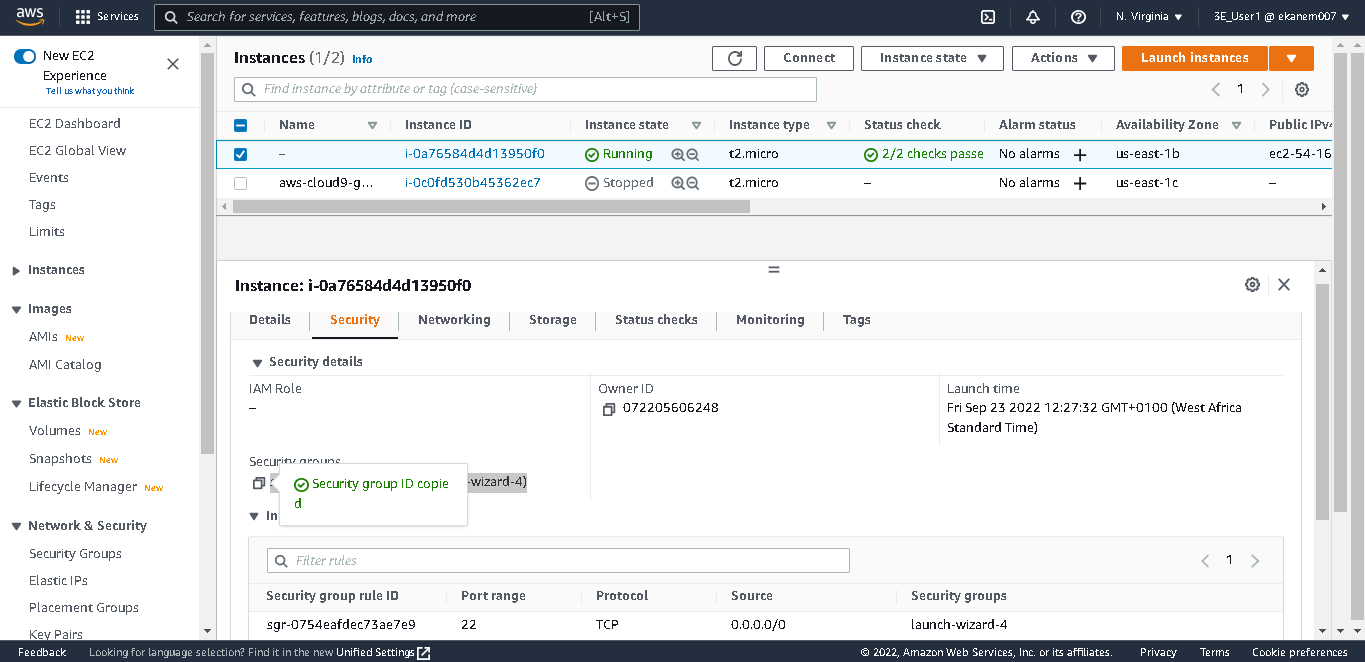 aws
Services
Search for services, features, blogs, docs, and more
[Alt+S]
N. Virginia
3E_User1 @ ekanem007
New EC2
Experience
Tell us what you think
EC2 Dashboard
EC2 Global View
Events
Tags
Limits
Instances
Images
AMIs New
AMI Catalog
Elastic Block Store
Volumes New
Snapshots New
Lifecycle Manager New
Network & Security
Security Groups
Elastic IPs
Placement Groups
Key Pairs
Instances (1/2) Info
Connect
Instance state
Actions
Launch instances
Find instance by attribute or tag (case-sensitive)
1
Name Instance ID Instance state Instance type Status check Alarm status Availability Zone Public IPv4
– i-0a76584d4d13950f0 Running t2.micro 2/2 checks passe No alarms + us-east-1b ec2-54-16
aws-cloud9-g... i-0c0fd530b45362ec7 Stopped t2.micro – No alarms + us-east-1c –
Instance: i-0a76584d4d13950f0
Details Security Networking Storage Status checks Monitoring Tags
Security details
IAM Role
–
Owner ID
072205606248
Launch time
Fri Sep 23 2022 12:27:32 GMT+0100 (West Africa
Standard Time)
Security groups
-wizard-4)
Security group ID copie
d
In
Filter rules
1
Security group rule ID Port range Protocol Source Security groups
sgr-0754eafdec73ae7e9 22 TCP 0.0.0.0/0 launch-wizard-4
Feedback
Looking for language selection? Find it in the new Unified Settings
© 2022, Amazon Web Services, Inc. or its affiliates.
Privacy
Terms
Cookie preferences